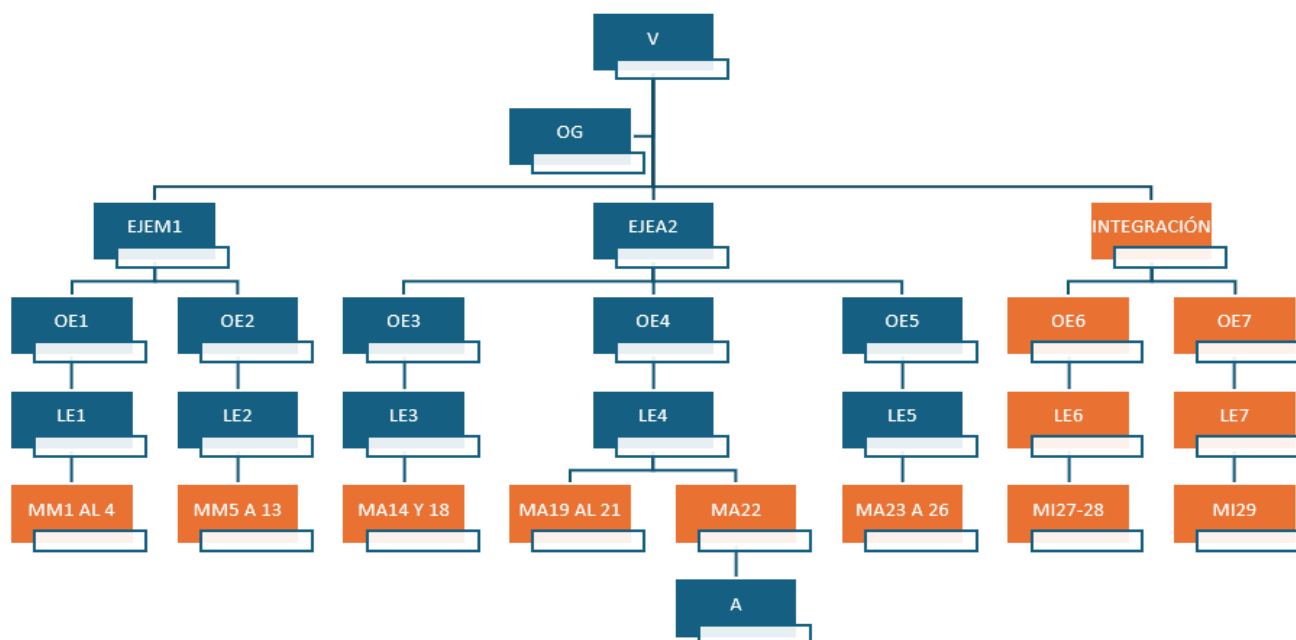 V
OG
EJEM1
EJEA2
INTEGRACIÓN
OE1
OE2
OE3
OE4
OE5
OE6
OE7
LE1
LE2
LE3
LE4
LE5
LE6
LE7
MM1 AL 4
MM5 A 13
MA14 Y 18
MA19 AL 21
MA22
MA23 A 26
MI27-28
MI29
A